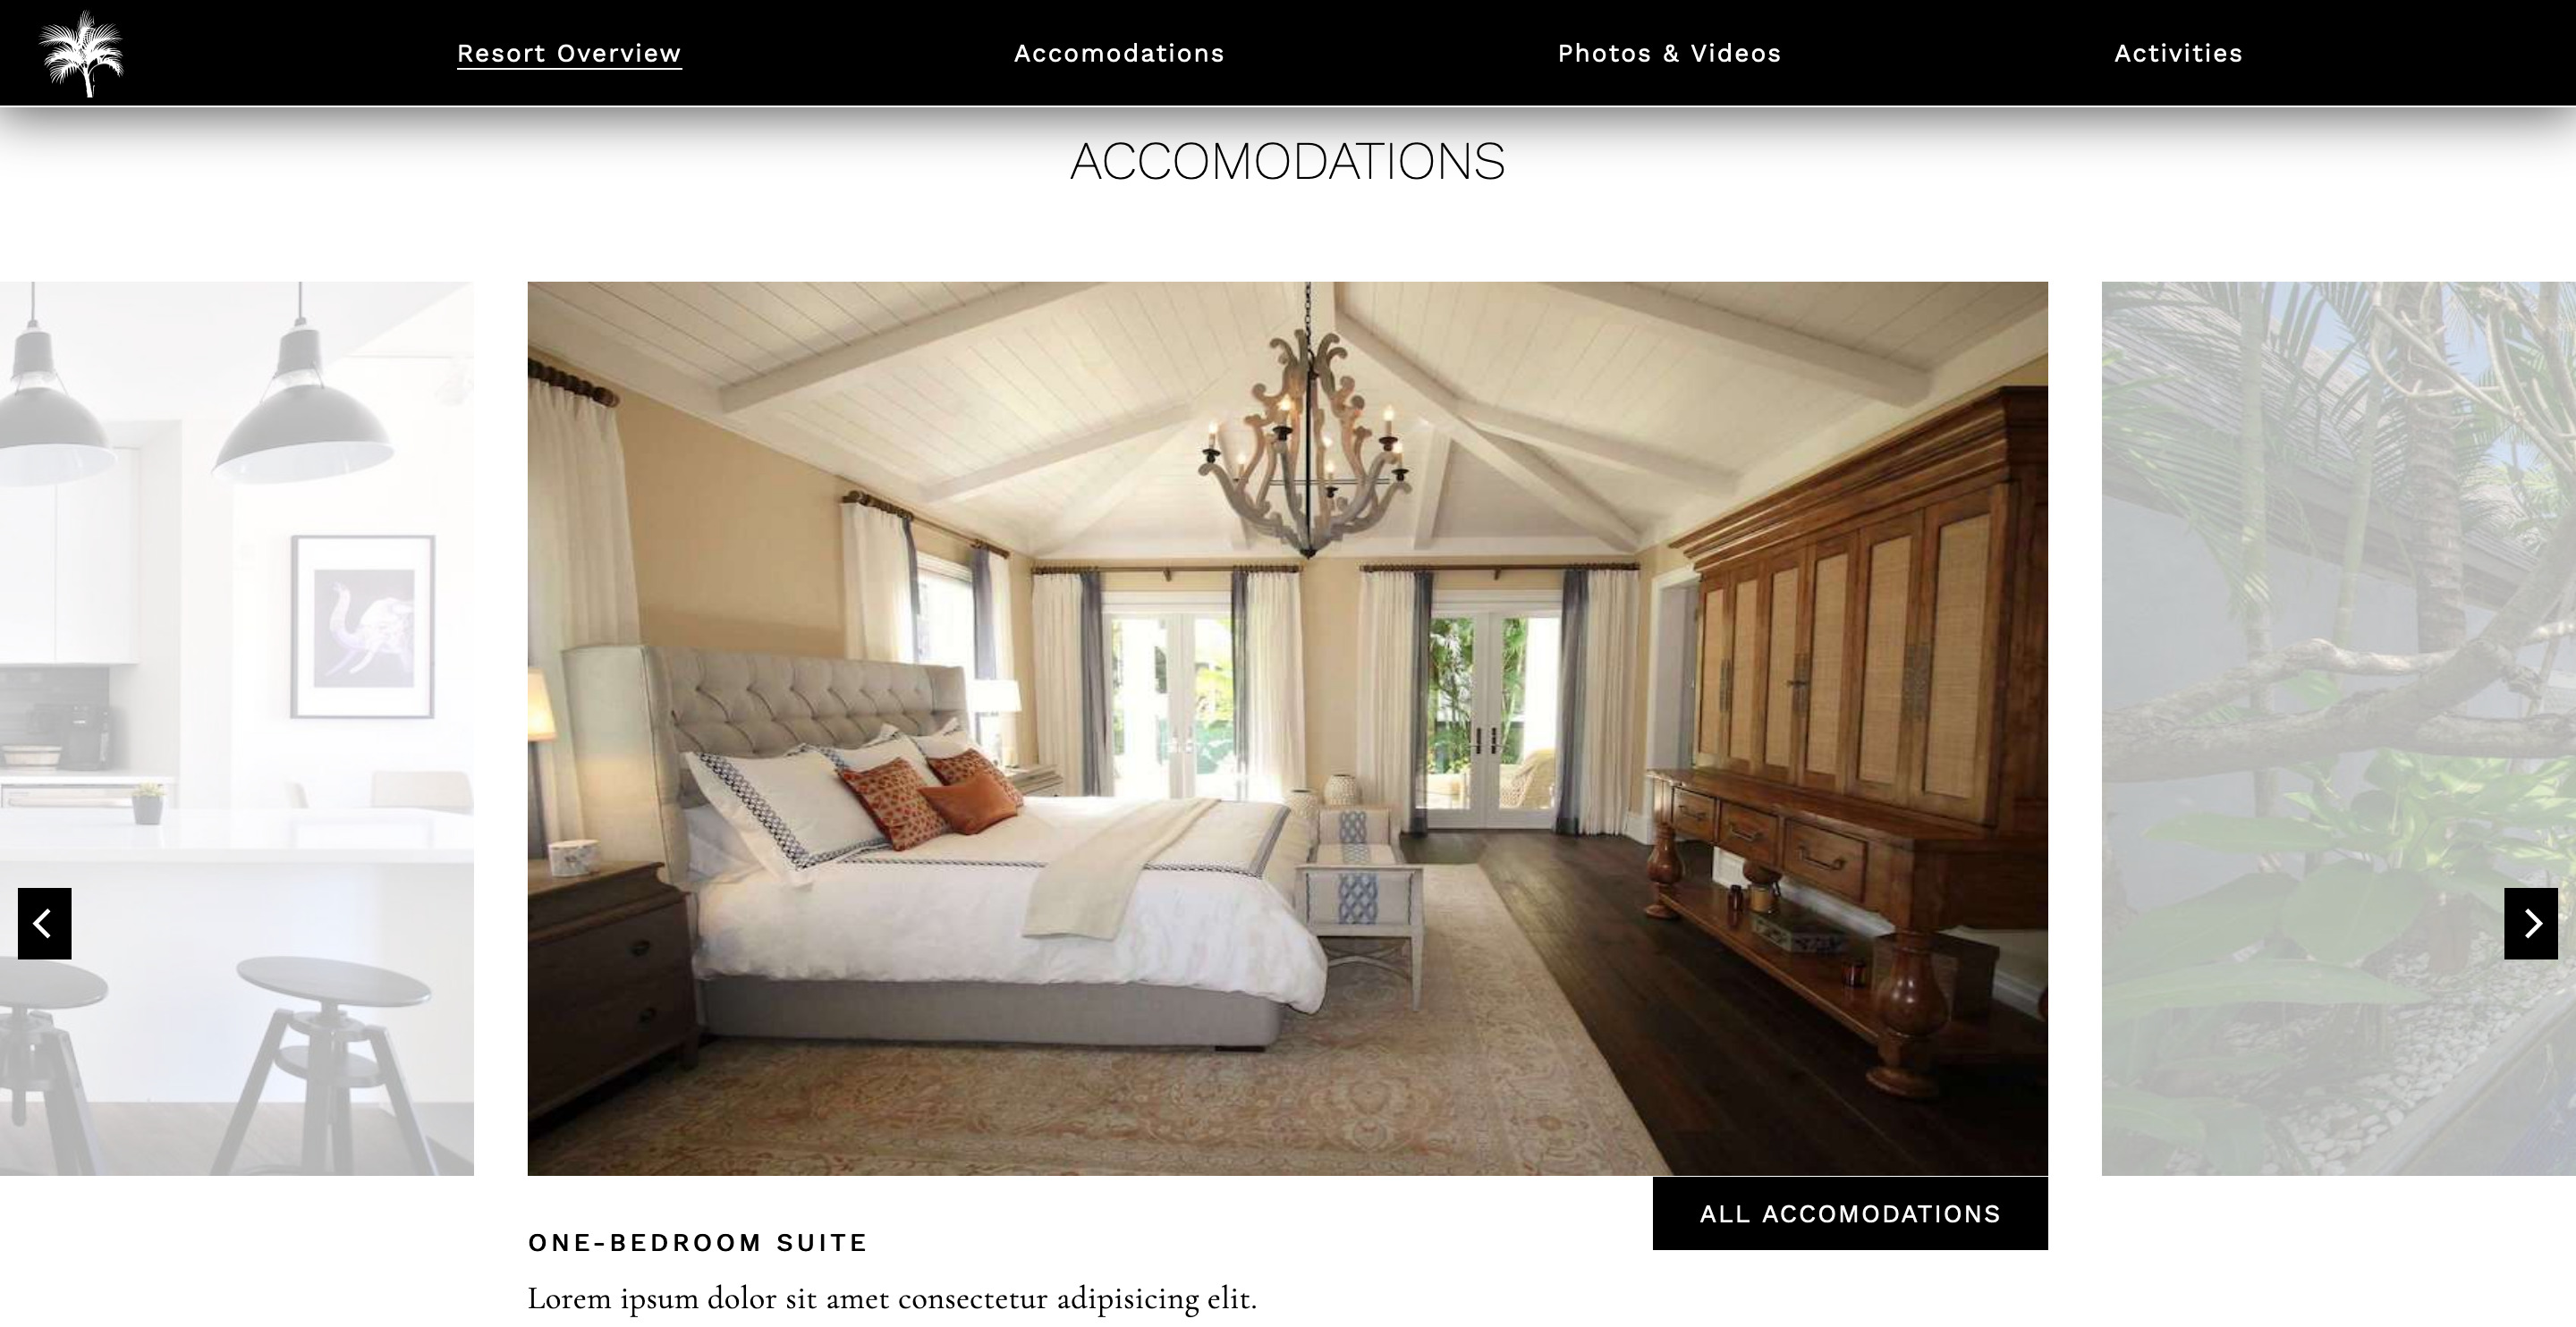 Resort Overview
Accomodations
Photos & Videos
Activities
ACCOMODATIONS
ALL ACCOMODATIONS
ONE-BEDROOM SUITE
Lorem ipsum dolor sit amet consectetur adipisicing elit.